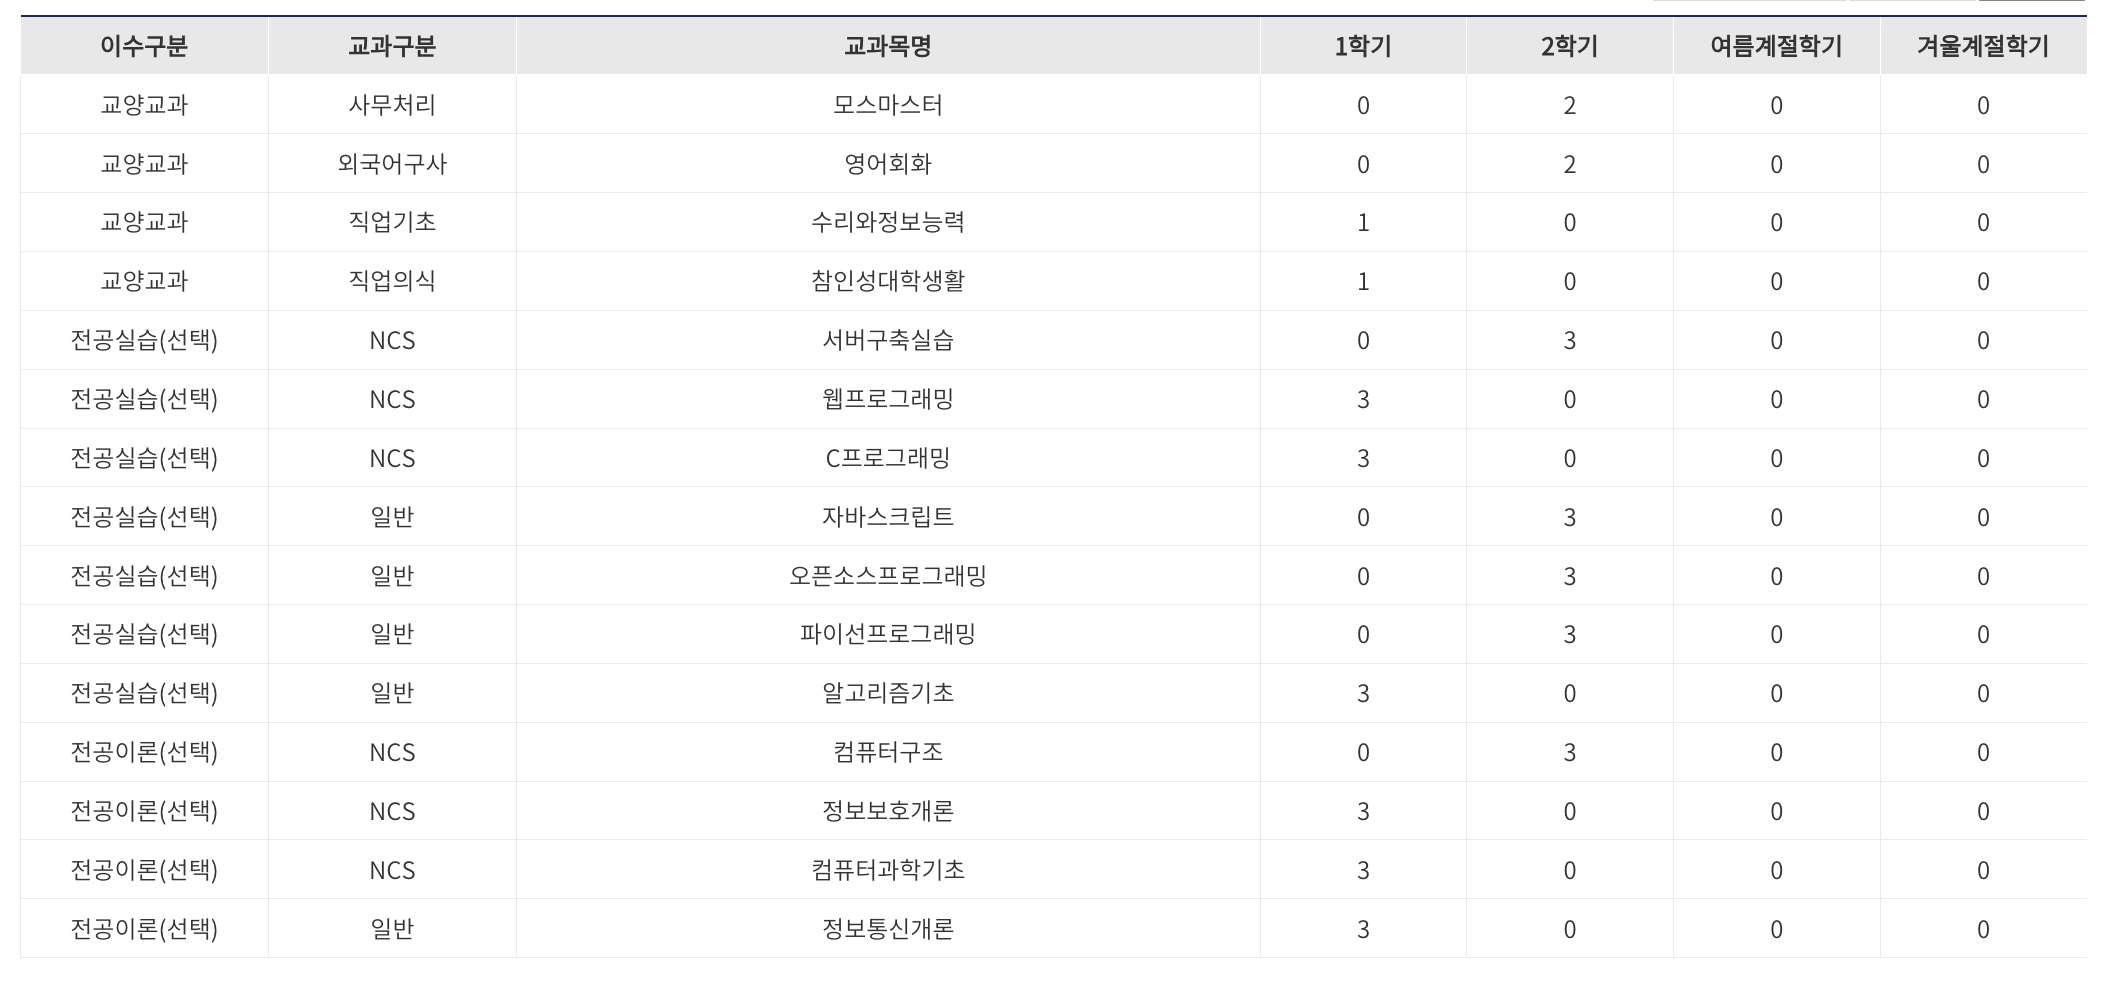 이수구분 교과구분 교과목명 1학기 2학기 여름계절학기 겨울계절학기
교양교과 사무처리 모스마스터 0 2 0 0
교양교과 외국어구사 영어회화 0 2 0 0
교양교과 직업기초 수리와정보능력 1 0 0 0
교양교과 직업의식 참인성대학생활 1 0 0 0
전공실습(선택) NCS 서버구축실습 0 3 0 0
전공실습(선택) NCS 웹프로그래밍 3 0 0 0
전공실습(선택) NCS C프로그래밍 3 0 0 0
전공실습(선택) 일반 자바스크립트 0 3 0 0
전공실습(선택) 일반 오픈소스프로그래밍 0 3 0 0
전공실습(선택) 일반 파이선프로그래밍 0 3 0 0
전공실습(선택) 일반 알고리즘기초 3 0 0 0
전공이론(선택) NCS 컴퓨터구조 0 3 0 0
전공이론(선택) NCS 정보보호개론 3 0 0 0
전공이론(선택) NCS 컴퓨터과학기초 3 0 0 0
전공이론(선택) 일반 정보통신개론 3 0 0 0